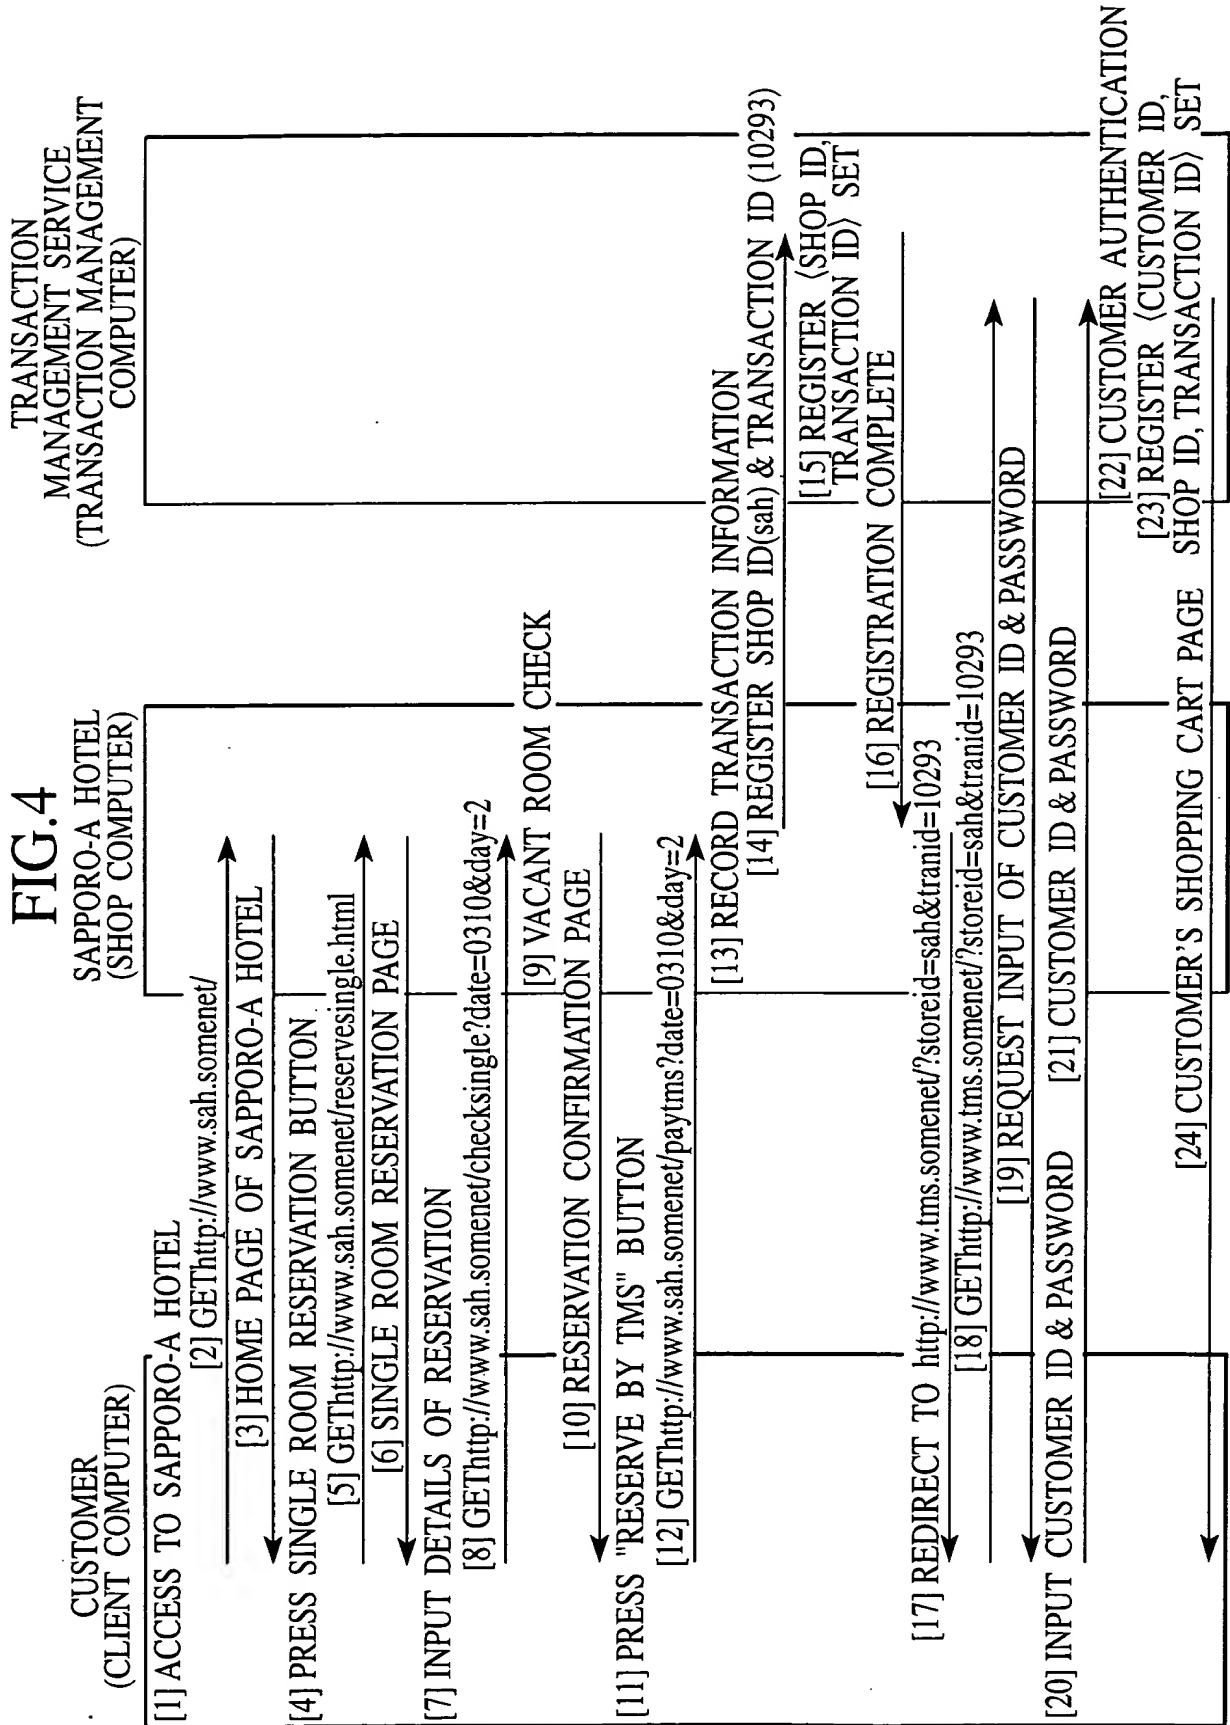 FIG.4
CUSTOMER
(CLIENT COMPUTER)
SAPPORO-A HOTEL
(SHOP COMPUTER)
TRANSACTION
MANAGEMENT SERVICE
(TRANSACTION MANAGEMENT
COMPUTER)
[1] ACCESS TO SAPPORO-A HOTEL
[2] GEThttp://www.sah.somenet/
[3] HOME PAGE OF SAPPORO-A HOTEL
[4] PRESS SINGLE ROOM RESERVATION BUTTON
[5] GEThttp://www.sah.somenet/reservesingle.html
[6] SINGLE ROOM RESERVATION PAGE
[7] INPUT DETAILS OF RESERVATION
[8] GEThttp://www.sah.somenet/checksingle?date=0310&day=2
[9] VACANT ROOM CHECK
[10] RESERVATION CONFIRMATION PAGE
[11] PRESS "RESERVE BY TMS" BUTTON
[12] GEThttp://www.sah.somenet/paytms?date=0310&day=2
[13] RECORD TRANSACTION INFORMATION
[14] REGISTER SHOP ID(sah) & TRANSACTION ID (10293)
[15] REGISTER 〈SHOP ID,
TRANSACTION ID〉 SET
[16] REGISTRATION COMPLETE
[17] REDIRECT TO http://www.tms.somenet/?storeid=sah&tranid=10293
[18] GEThttp://www.tms.somenet/?storeid=sah&tranid=10293
[19] REQUEST INPUT OF CUSTOMER ID & PASSWORD
[20] INPUT CUSTOMER ID & PASSWORD
[21] CUSTOMER ID & PASSWORD
[22] CUSTOMER AUTHENTICATION
[23] REGISTER 〈CUSTOMER ID,
SHOP ID, TRANSACTION ID〉 SET
[24] CUSTOMER'S SHOPPING CART PAGE